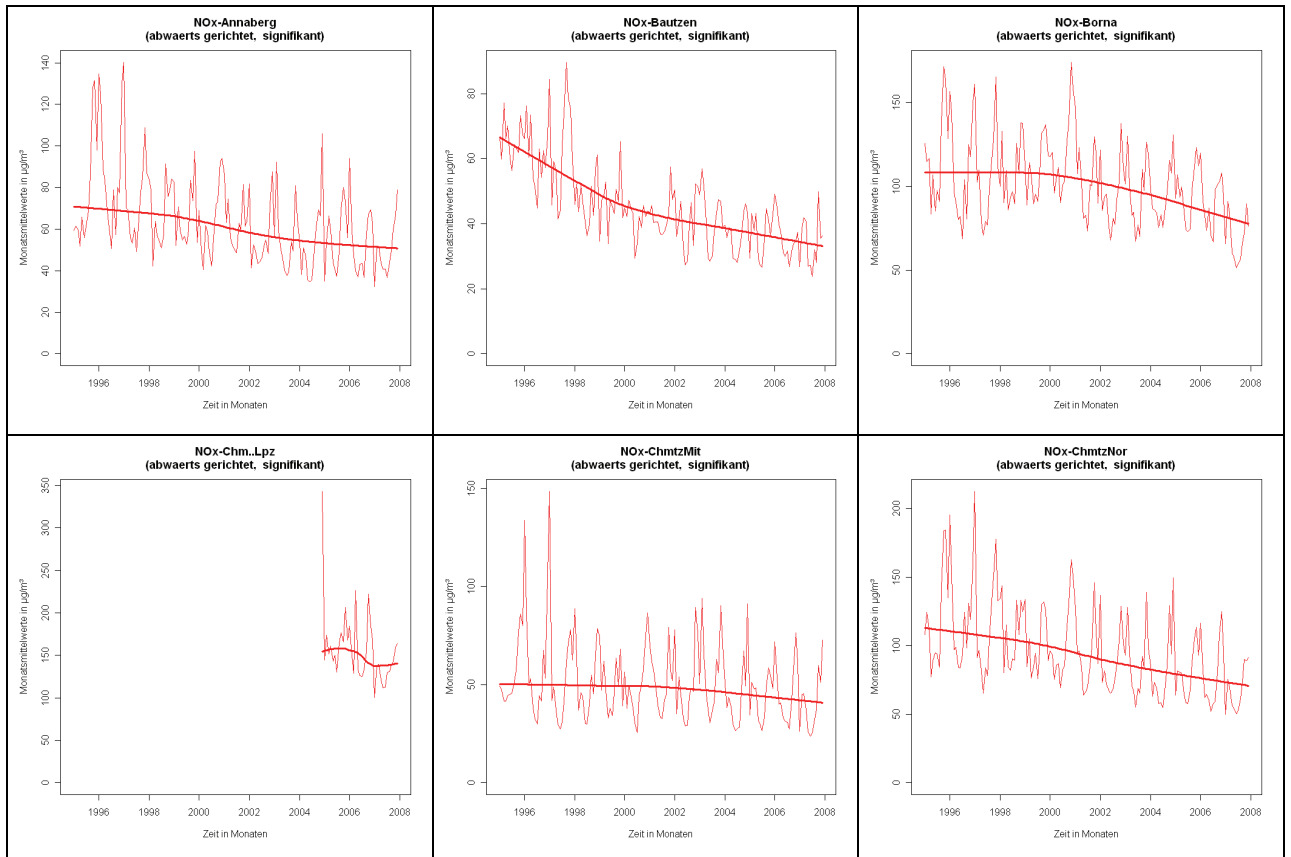 NOx-Annaberg
(abwaerts gerichtet, signifikant)
Monatsmittelwerte in µg/m³
140
120
100
80
60
40
20
0
1996 1998 2000 2002 2004 2006 2008
Zeit in Monaten
NOx-Bautzen
(abwaerts gerichtet, signifikant)
Monatsmittelwerte in µg/m³
80
60
40
20
0
1996 1998 2000 2002 2004 2006 2008
Zeit in Monaten
NOx-Borna
(abwaerts gerichtet, signifikant)
Monatsmittelwerte in µg/m³
150
100
50
0
1996 1998 2000 2002 2004 2006 2008
Zeit in Monaten
NOx-Chm..Lpz
(abwaerts gerichtet, signifikant)
Monatsmittelwerte in µg/m³
350
300
250
200
150
100
50
0
1996 1998 2000 2002 2004 2006 2008
Zeit in Monaten
NOx-ChmtzMit
(abwaerts gerichtet, signifikant)
Monatsmittelwerte in µg/m³
150
100
50
0
1996 1998 2000 2002 2004 2006 2008
Zeit in Monaten
NOx-ChmtzNor
(abwaerts gerichtet, signifikant)
Monatsmittelwerte in µg/m³
200
150
100
50
0
1996 1998 2000 2002 2004 2006 2008
Zeit in Monaten